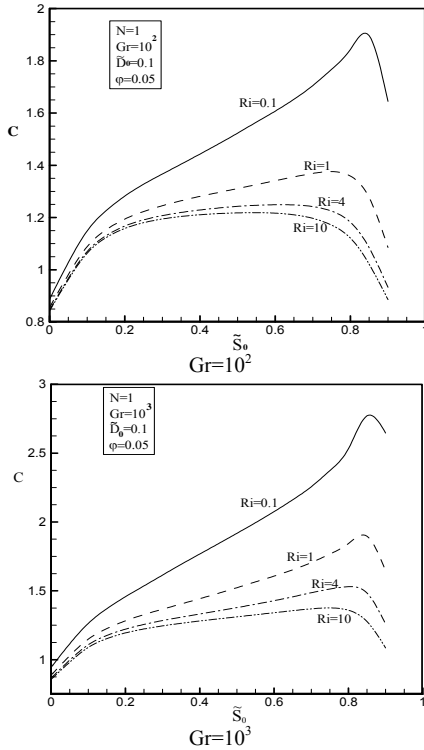 2
N=1
Gr=10²
D̃₀=0.1
φ=0.05
1.8
Ri=0.1
1.6
C
1.4
Ri=1
Ri=4
1.2
Ri=10
1
0.8
0 0.2 0.4 0.6 0.8 1
S̃₀
Gr=10²
3
N=1
Gr=10³
D̃₀=0.1
φ=0.05
2.5
C
Ri=0.1
2
Ri=1
1.5
Ri=4
Ri=10
1
0 0.2 0.4 0.6 0.8 1
S̃₀
Gr=10³